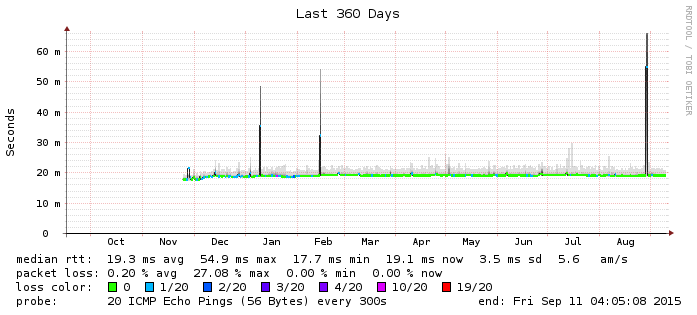 Last 360 Days
RRDTOOL / TOBI OETIKER
Seconds
60 m
50 m
40 m
30 m
20 m
10 m
0
Oct Nov Dec Jan Feb Mar Apr May Jun Jul Aug
median rtt: 19.3 ms avg 54.9 ms max 17.7 ms min 19.1 ms now 3.5 ms sd 5.6 am/s
packet loss: 0.20 % avg 27.08 % max 0.00 % min 0.00 % now
loss color: 0 1/20 2/20 3/20 4/20 10/20 19/20
probe: 20 ICMP Echo Pings (56 Bytes) every 300s end: Fri Sep 11 04:05:08 2015